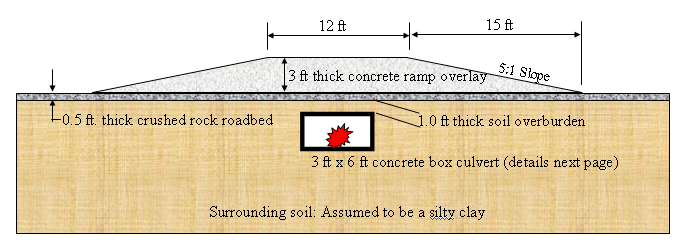 12 ft
15 ft
3 ft thick concrete ramp overlay
5:1 Slope
0.5 ft. thick crushed rock roadbed
1.0 ft thick soil overburden
3 ft x 6 ft concrete box culvert (details next page)
Surrounding soil: Assumed to be a silty clay